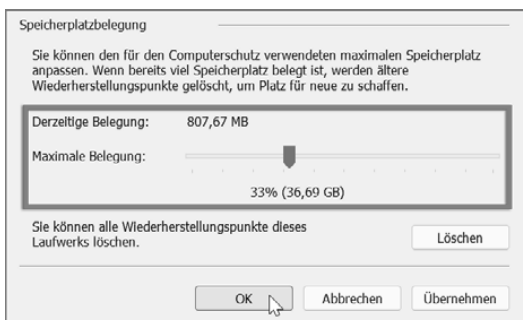 Speicherplatzbelegung
Sie können den für den Computerschutz verwendeten maximalen Speicherplatz
anpassen. Wenn bereits viel Speicherplatz belegt ist, werden ältere
Wiederherstellungspunkte gelöscht, um Platz für neue zu schaffen.
Derzeitige Belegung: 807,67 MB
Maximale Belegung:
33% (36,69 GB)
Sie können alle Wiederherstellungspunkte dieses
Laufwerks löschen.
Löschen
OK Abbrechen Übernehmen